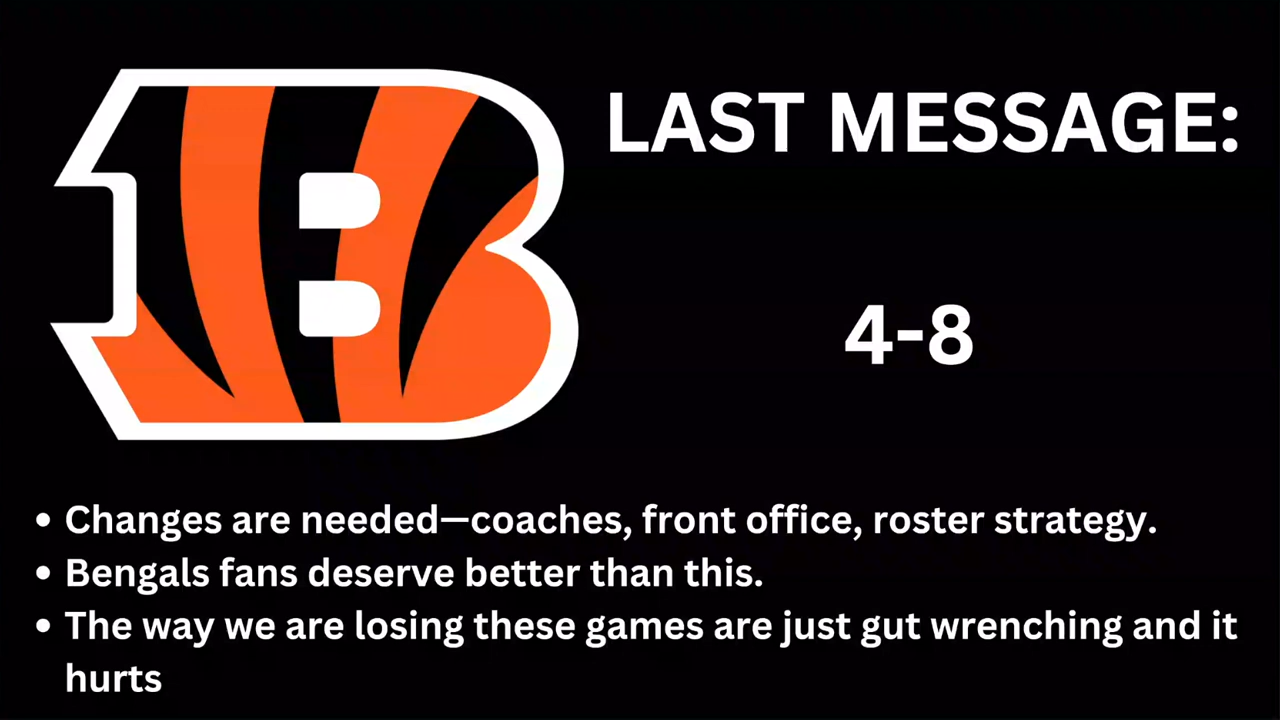 LAST MESSAGE:
4-8
• Changes are needed—coaches, front office, roster strategy.
• Bengals fans deserve better than this.
• The way we are losing these games are just gut wrenching and it
hurts